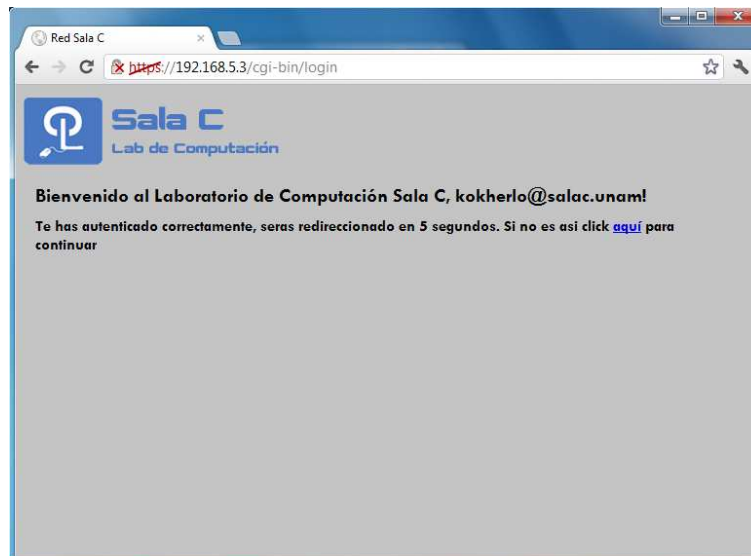 Red Sala C
https://192.168.5.3/cgi-bin/login
Sala C
Lab de Computación
Bienvenido al Laboratorio de Computación Sala C, kokherlo@salac.unam!
Te has autenticado correctamente, seras redireccionado en 5 segundos. Si no es asi click aquí para
continuar